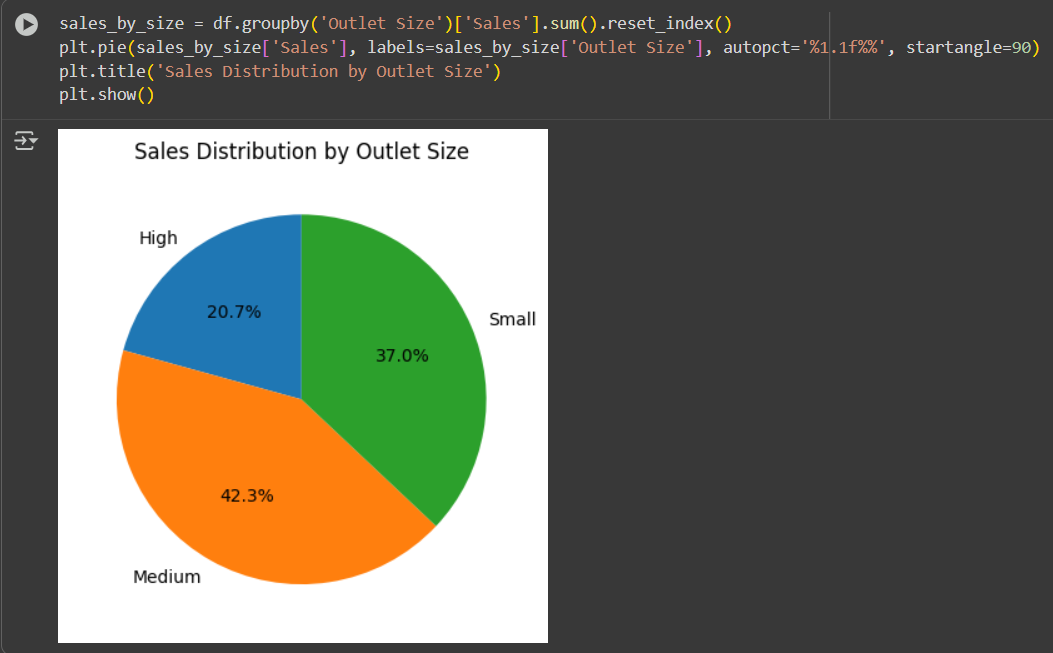 sales_by_size = df.groupby('Outlet Size')['Sales'].sum().reset_index()
plt.pie(sales_by_size['Sales'], labels=sales_by_size['Outlet Size'], autopct='%1.1f%%', startangle=90)
plt.title('Sales Distribution by Outlet Size')
plt.show()
Sales Distribution by Outlet Size
High
20.7%
Small
37.0%
42.3%
Medium